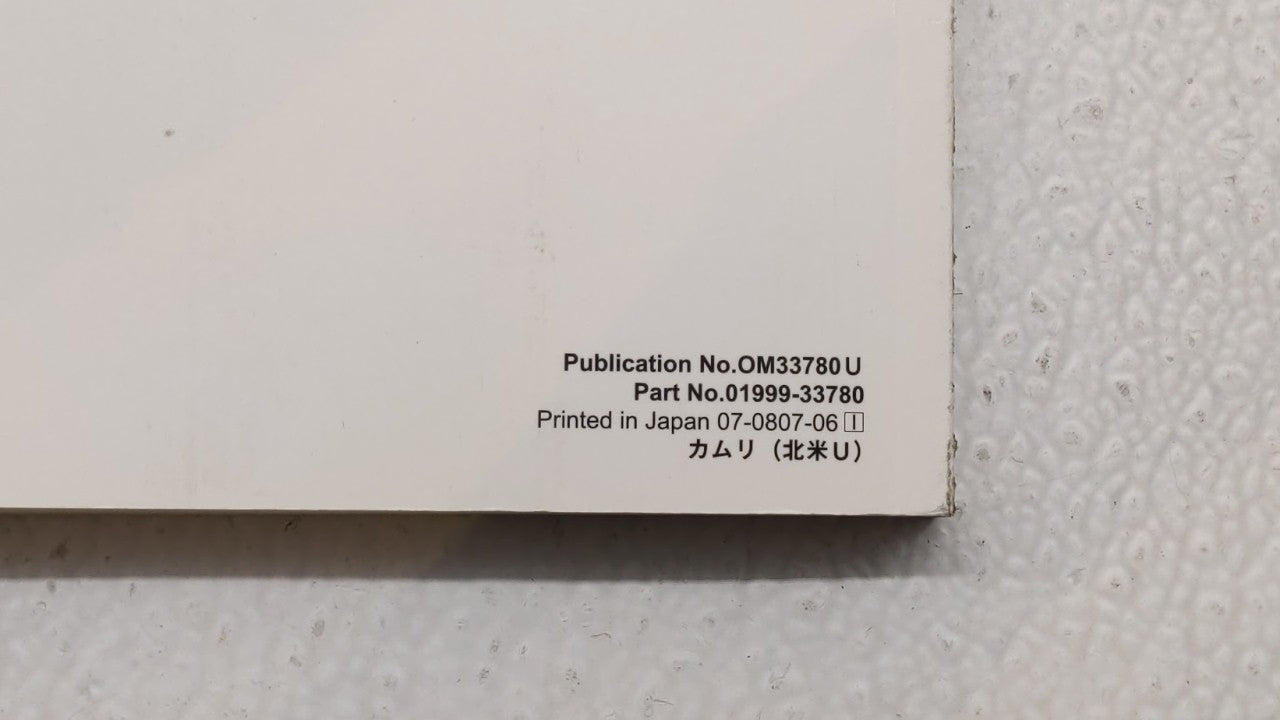 Publication No.OM33780U
Part No.01999-33780
Printed in Japan 07-0807-06 I
カムリ（北米U）